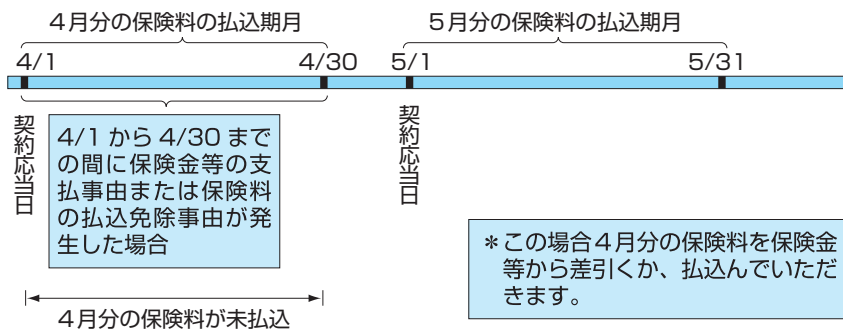 4月分の保険料の払込期月
5月分の保険料の払込期月
4/1
4/30
5/1
5/31
契約応当日
4/1から4/30まで
の間に保険金等の支
払事由または保険料
の払込免除事由が発
生した場合
契約応当日
＊この場合4月分の保険料を保険金
等から差引くか、払込んでいただ
きます。
4月分の保険料が未払込